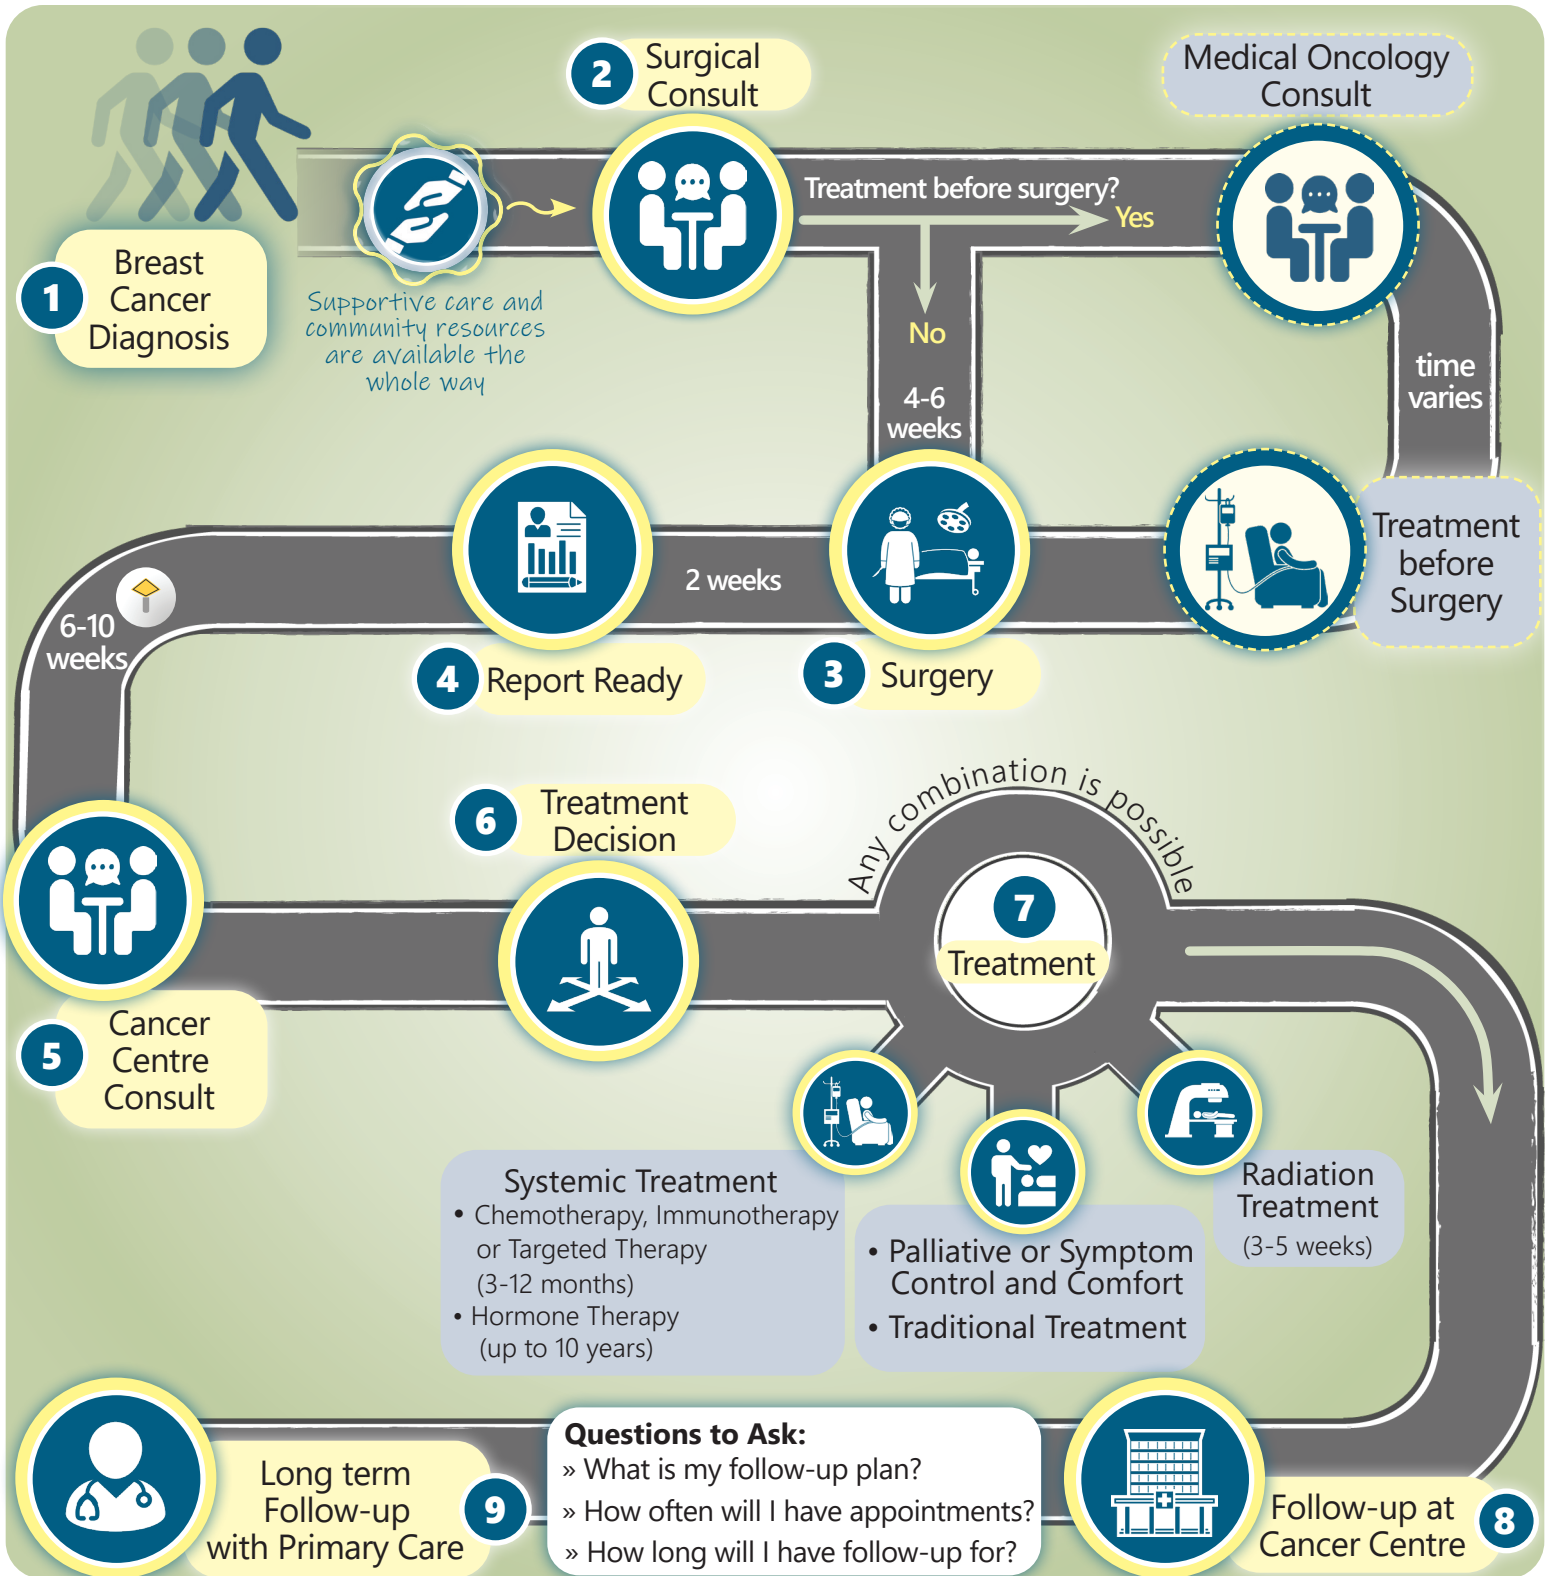 1
Breast
Cancer
Diagnosis
Supportive care and
community resources
are available the
whole way
2
Surgical
Consult
Treatment before surgery?
Yes
No
4-6
weeks
Medical Oncology
Consult
time
varies
Treatment
before
Surgery
3
Surgery
2 weeks
4
Report Ready
6-10
weeks
5
Cancer
Centre
Consult
6
Treatment
Decision
Any combination is possible
7
Treatment
Systemic Treatment
• Chemotherapy, Immunotherapy
or Targeted Therapy
(3-12 months)
• Hormone Therapy
(up to 10 years)
• Palliative or Symptom
Control and Comfort
• Traditional Treatment
Radiation
Treatment
(3-5 weeks)
8
Follow-up at
Cancer Centre
Questions to Ask:
» What is my follow-up plan?
» How often will I have appointments?
» How long will I have follow-up for?
9
Long term
Follow-up
with Primary Care